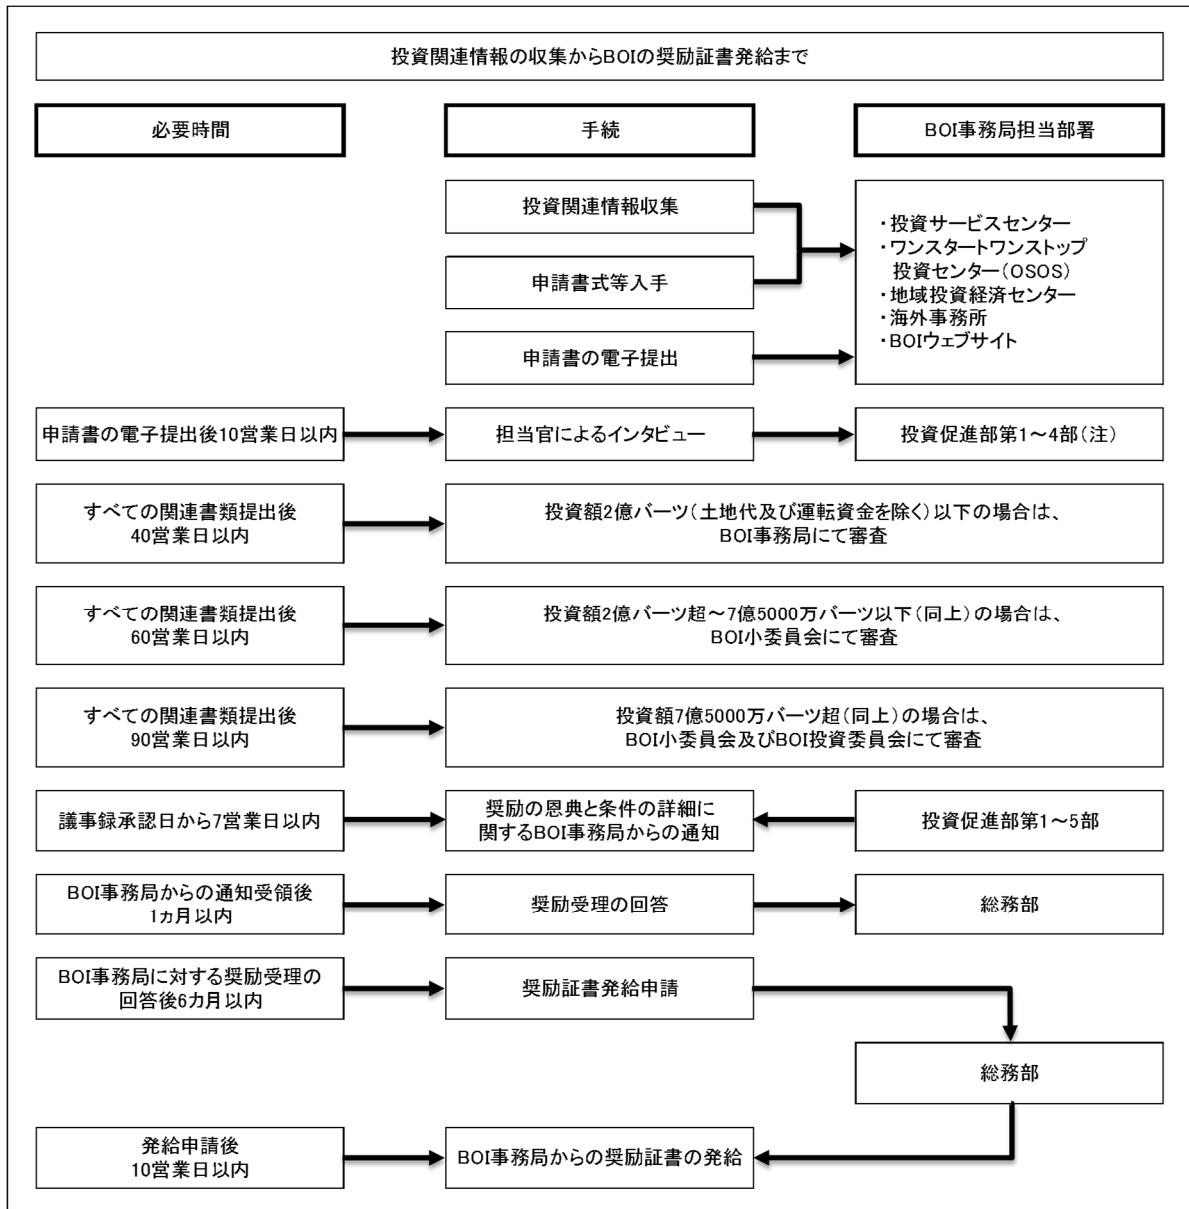 投資関連情報の収集からBOIの奨励証書発給まで
必要時間
手続
BOI事務局担当部署
投資関連情報収集
申請書式等入手
申請書の電子提出
・投資サービスセンター
・ワンスタートワンストップ
投資センター(OSOS)
・地域投資経済センター
・海外事務所
・BOIウェブサイト
申請書の電子提出後10営業日以内
担当官によるインタビュー
投資促進部第1～4部(注)
すべての関連書類提出後
40営業日以内
投資額2億バーツ(土地代及び運転資金を除く)以下の場合は、
BOI事務局にて審査
すべての関連書類提出後
60営業日以内
投資額2億バーツ超～7億5000万バーツ以下(同上)の場合は、
BOI小委員会にて審査
すべての関連書類提出後
90営業日以内
投資額7億5000万バーツ超(同上)の場合は、
BOI小委員会及びBOI投資委員会にて審査
議事録承認日から7営業日以内
奨励の恩典と条件の詳細に
関するBOI事務局からの通知
投資促進部第1～5部
BOI事務局からの通知受領後
1ヵ月以内
奨励受理の回答
総務部
BOI事務局に対する奨励受理の
回答後6カ月以内
奨励証書発給申請
総務部
発給申請後
10営業日以内
BOI事務局からの奨励証書の発給